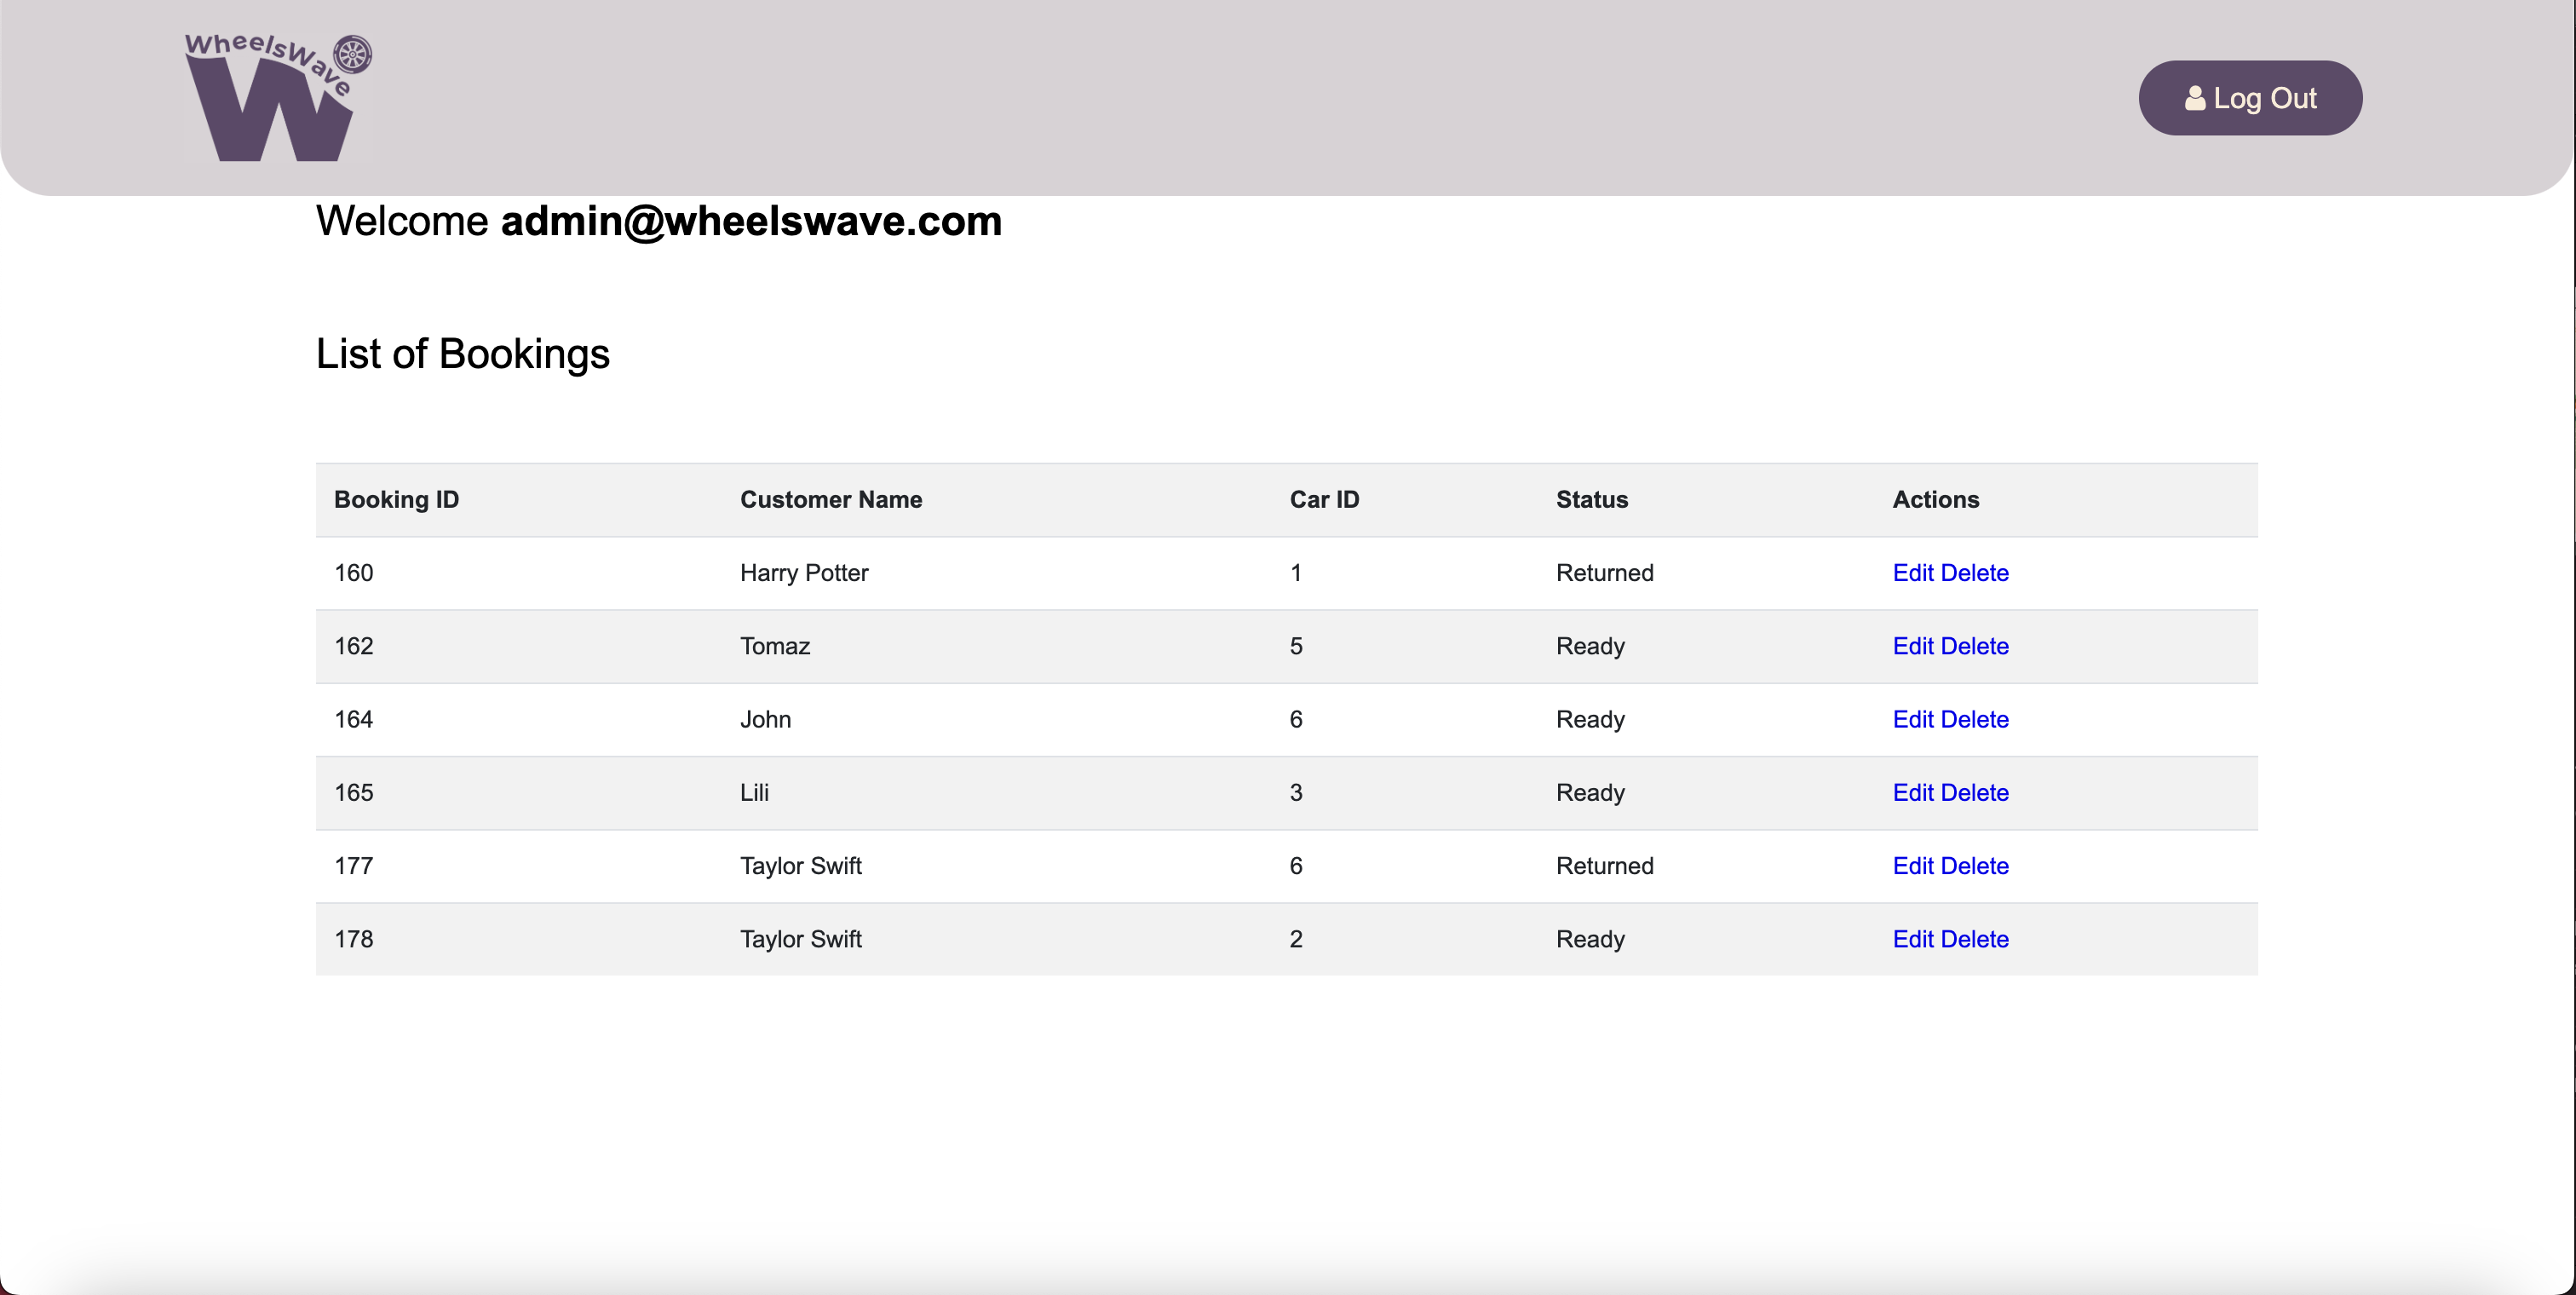 WheelsWave
W
Log Out
Welcome admin@wheelswave.com
List of Bookings
Booking ID Customer Name Car ID Status Actions
160 Harry Potter 1 Returned Edit Delete
162 Tomaz 5 Ready Edit Delete
164 John 6 Ready Edit Delete
165 Lili 3 Ready Edit Delete
177 Taylor Swift 6 Returned Edit Delete
178 Taylor Swift 2 Ready Edit Delete